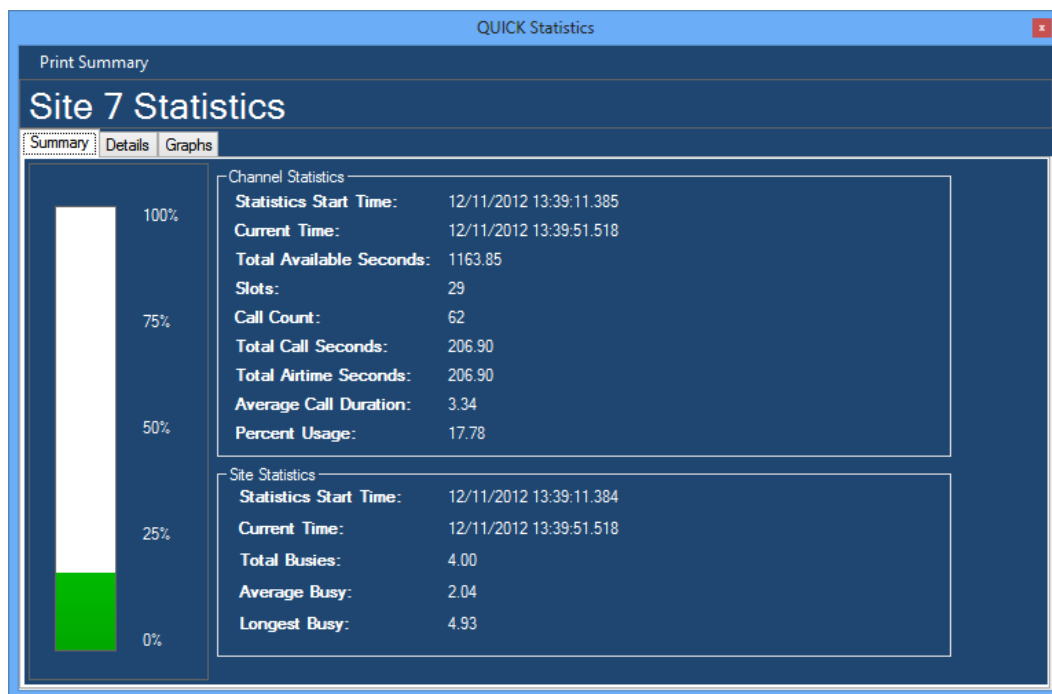 QUICK Statistics
x
Print Summary
Site 7 Statistics
Summary Details Graphs
100%
75%
50%
25%
0%
Channel Statistics
Statistics Start Time: 12/11/2012 13:39:11.385
Current Time: 12/11/2012 13:39:51.518
Total Available Seconds: 1163.85
Slots: 29
Call Count: 62
Total Call Seconds: 206.90
Total Airtime Seconds: 206.90
Average Call Duration: 3.34
Percent Usage: 17.78
Site Statistics
Statistics Start Time: 12/11/2012 13:39:11.384
Current Time: 12/11/2012 13:39:51.518
Total Busies: 4.00
Average Busy: 2.04
Longest Busy: 4.93